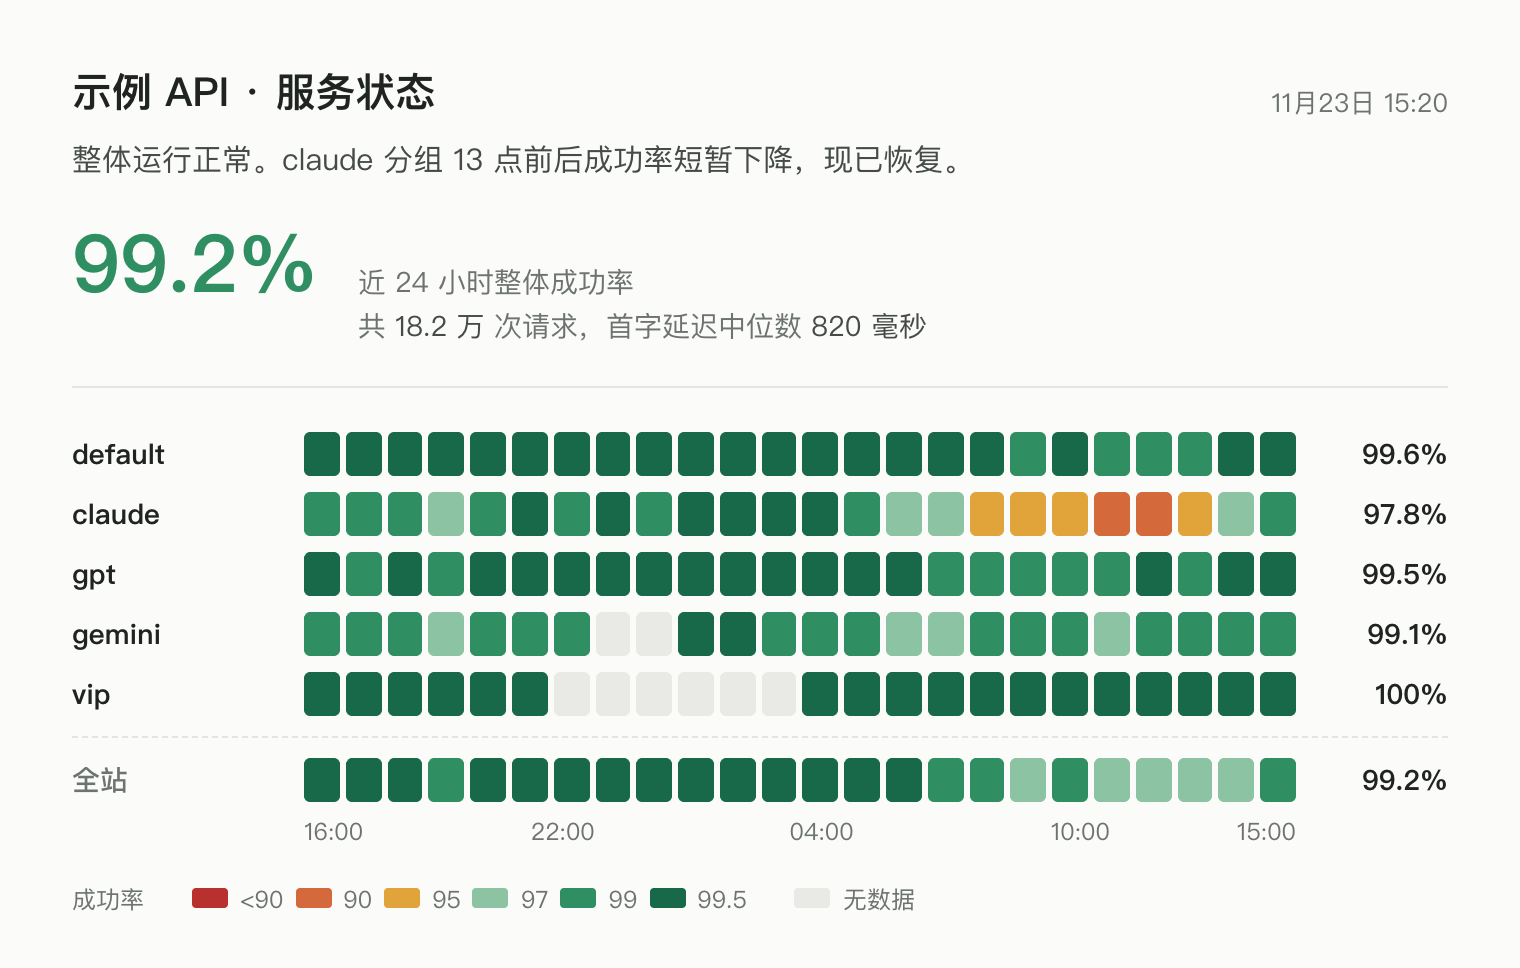 示例 API · 服务状态
11月23日 15:20
整体运行正常。claude 分组 13 点前后成功率短暂下降，现已恢复。
99.2%
近 24 小时整体成功率
共 18.2 万 次请求，首字延迟中位数 820 毫秒
default 99.6%
claude 97.8%
gpt 99.5%
gemini 99.1%
vip 100%
全站 99.2%
16:00 22:00 04:00 10:00 15:00
成功率 <90 90 95 97 99 99.5 无数据